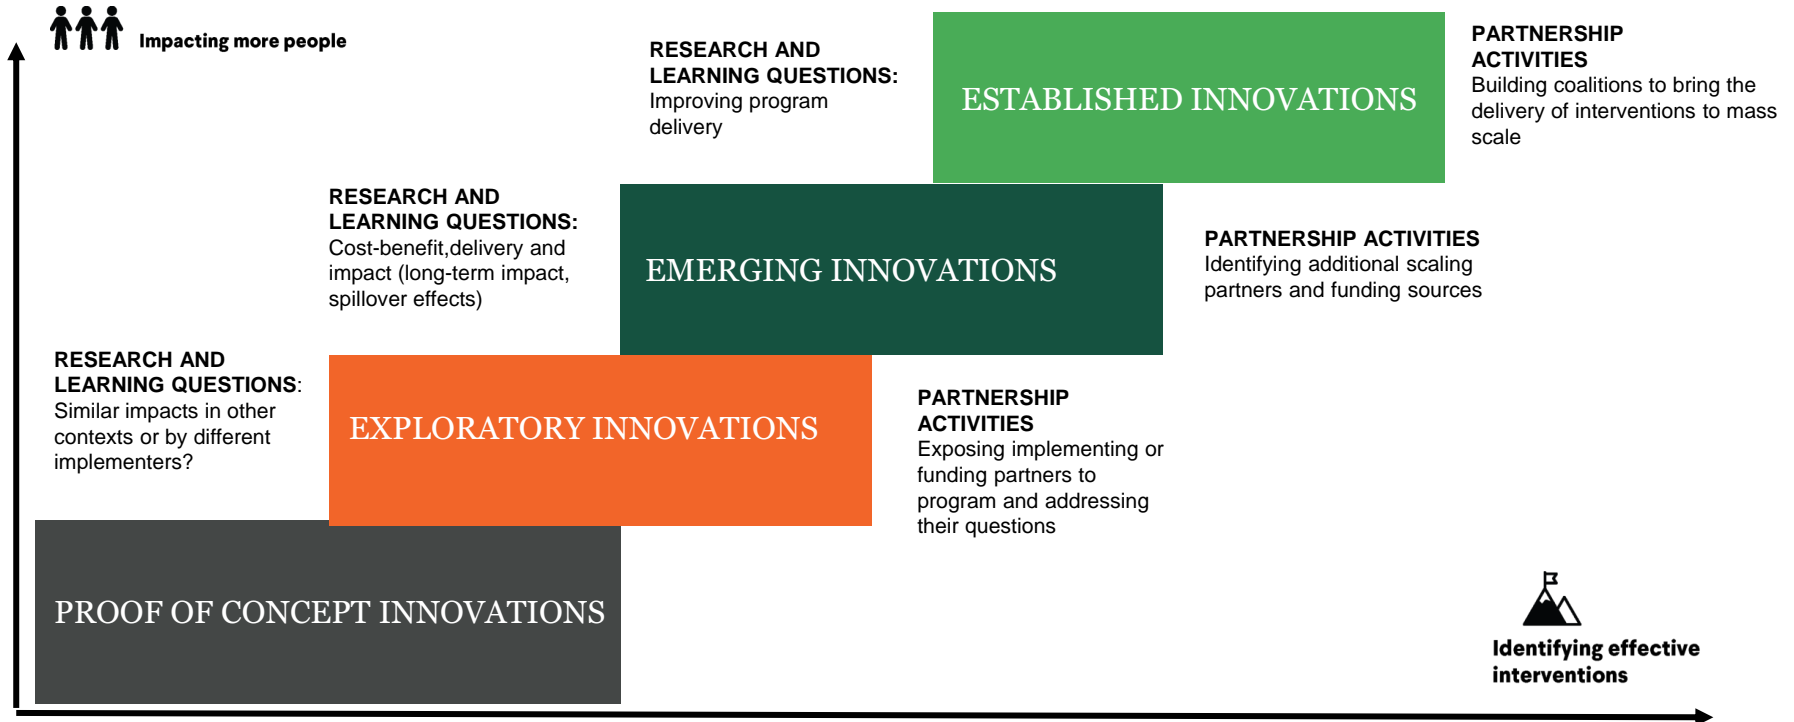 Impacting more people
RESEARCH AND
LEARNING QUESTIONS:
Improving program
delivery
ESTABLISHED INNOVATIONS
PARTNERSHIP
ACTIVITIES
Building coalitions to bring the
delivery of interventions to mass
scale
RESEARCH AND
LEARNING QUESTIONS:
Cost-benefit,delivery and
impact (long-term impact,
spillover effects)
EMERGING INNOVATIONS
PARTNERSHIP ACTIVITIES
Identifying additional scaling
partners and funding sources
RESEARCH AND
LEARNING QUESTIONS:
Similar impacts in other
contexts or by different
implementers?
EXPLORATORY INNOVATIONS
PARTNERSHIP
ACTIVITIES
Exposing implementing or
funding partners to
program and addressing
their questions
PROOF OF CONCEPT INNOVATIONS
Identifying effective
interventions